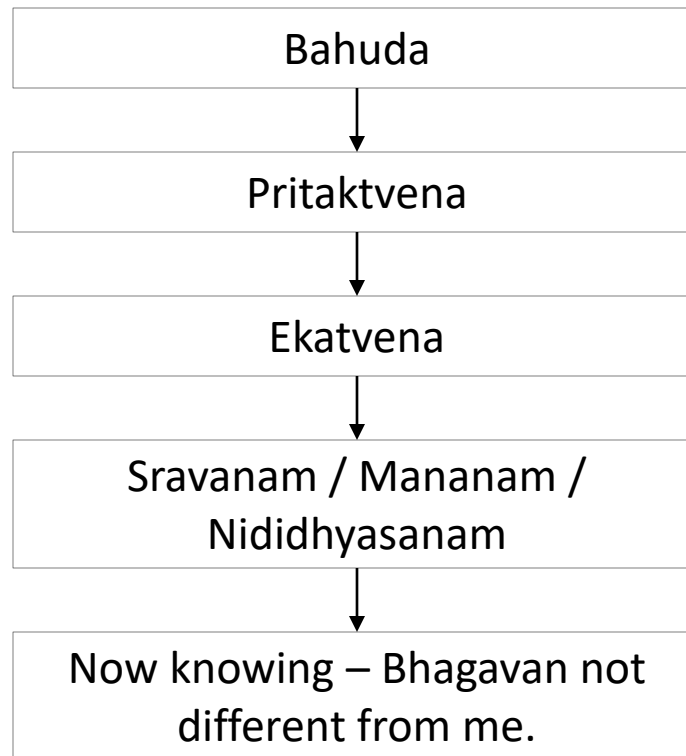 Bahuda
Pritaktvena
Ekatvena
Sravanam / Mananam /
Nididhyasanam
Now knowing – Bhagavan not
different from me.